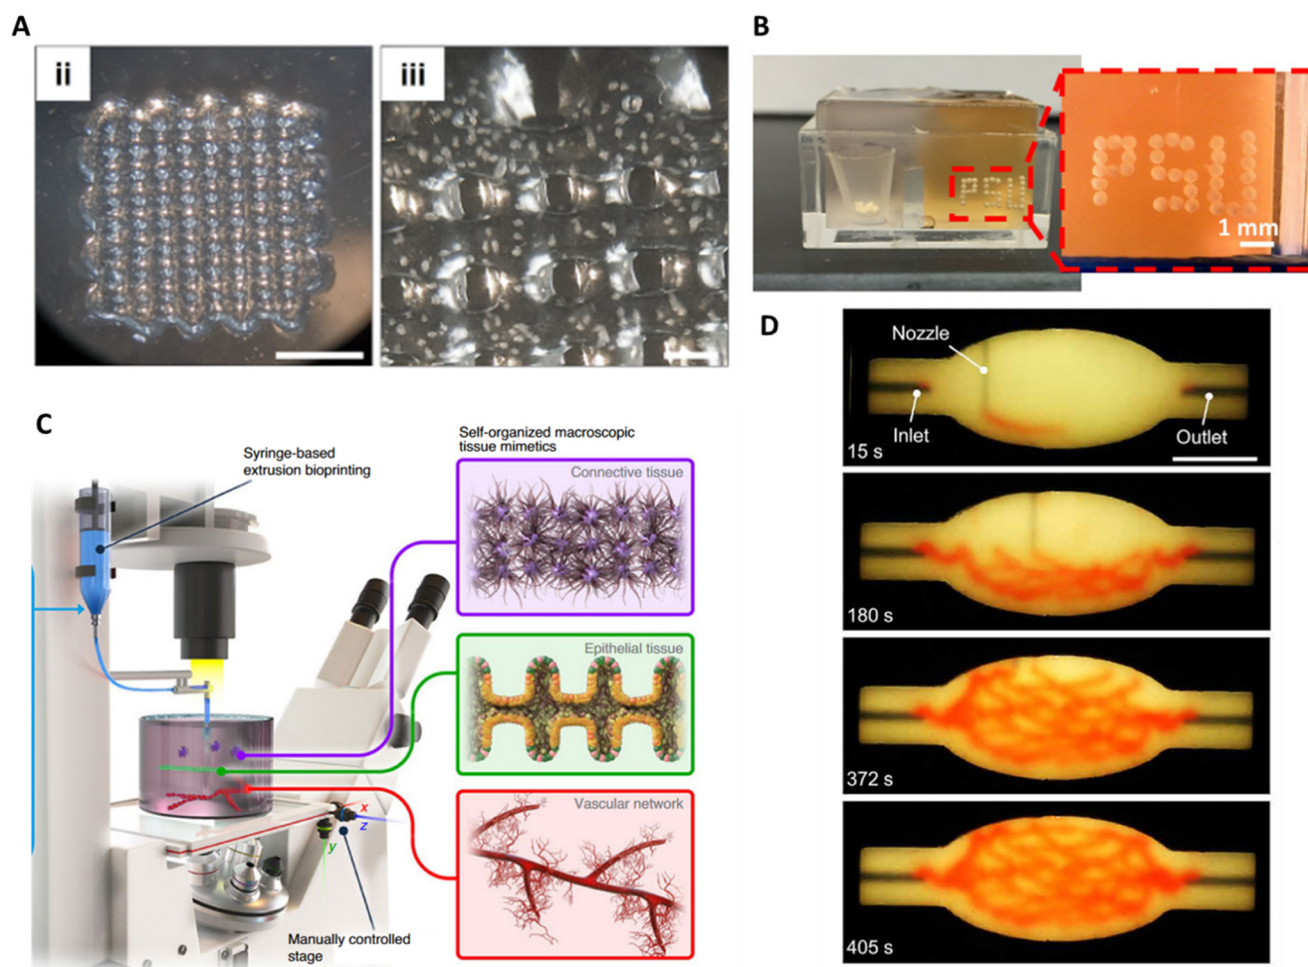 A
ii
iii
B
PSU
PSU
1 mm
C
Syringe-based
extrusion bioprinting
Self-organized macroscopic
tissue mimetics
Connective tissue
Epithelial tissue
Vascular network
x
z
y
Manually controlled
stage
D
Nozzle
Inlet
Outlet
15 s
180 s
372 s
405 s